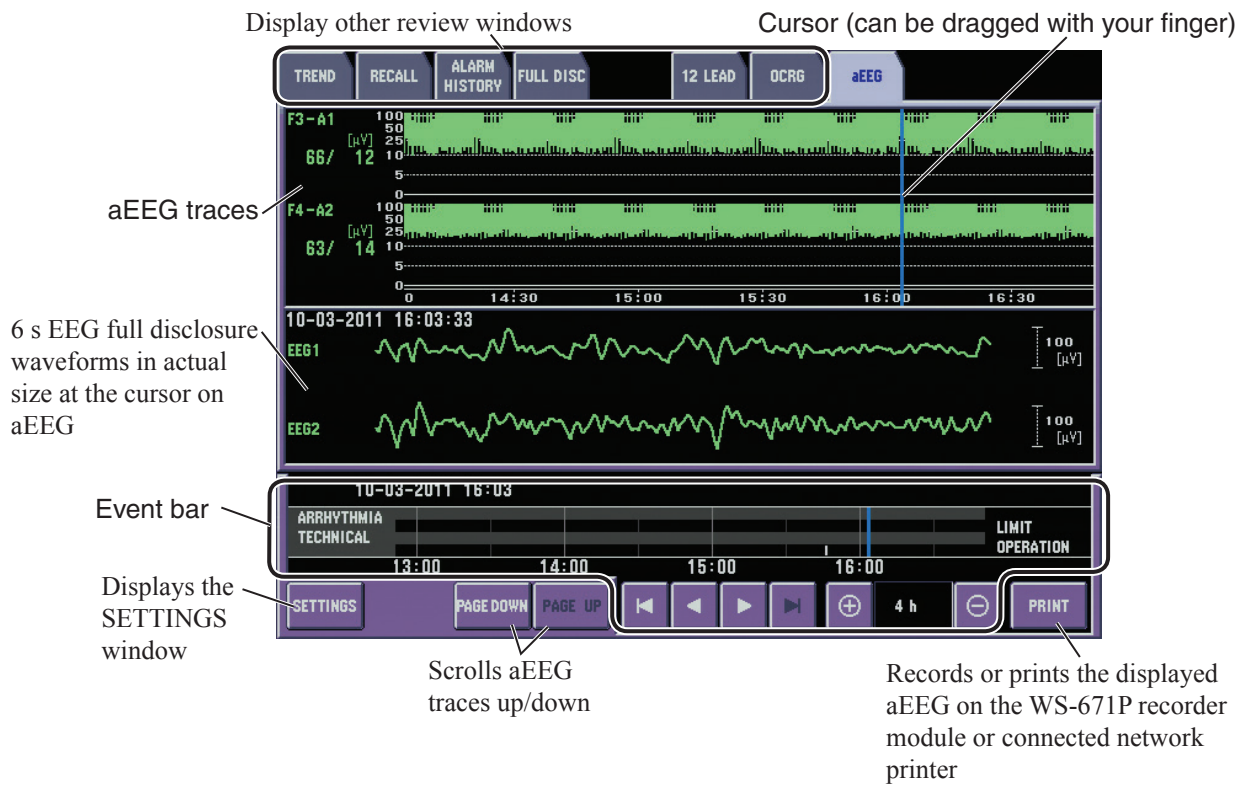 Display other review windows
Cursor (can be dragged with your finger)
TREND
RECALL
ALARM
HISTORY
FULL DISC
12 LEAD
OCRG
aEEG
F3-A1
[µV]
66/ 12
100
50
25
10
5
0
aEEG traces
F4-A2
[µV]
63/ 14
100
50
25
10
5
0
0 14:30 15:00 15:30 16:00 16:30
6 s EEG full disclosure
waveforms in actual
size at the cursor on
aEEG
10-03-2011 16:03:33
EEG1
100
[µV]
EEG2
100
[µV]
Event bar
10-03-2011 16:03
ARRHYTHMIA
TECHNICAL
LIMIT
OPERATION
13:00 14:00 15:00 16:00
Displays the
SETTINGS
window
SETTINGS
PAGE DOWN
PAGE UP
4 h
PRINT
Scrolls aEEG
traces up/down
Records or prints the displayed
aEEG on the WS-671P recorder
module or connected network
printer